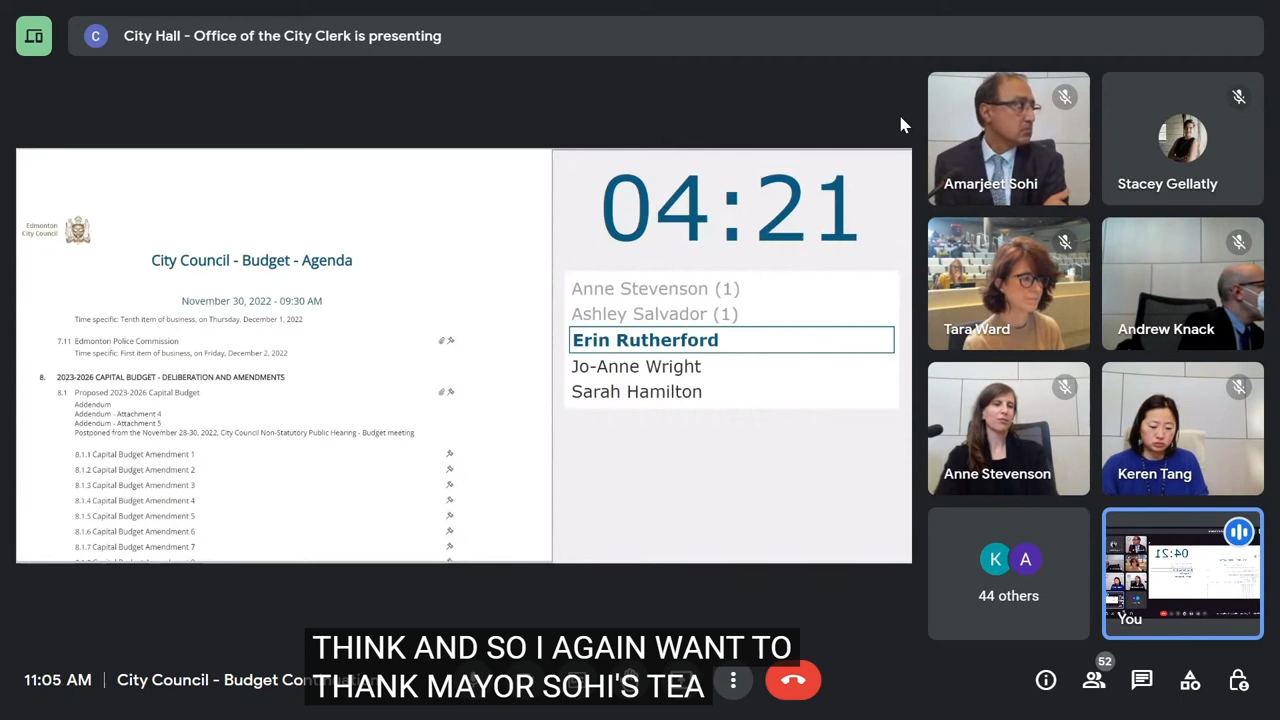 C City Hall - Office of the City Clerk is presenting
Edmonton
City Council
City Council - Budget - Agenda
November 30, 2022 - 09:30 AM
Time specific: Tenth item of business, on Thursday, December 1, 2022
7.11 Edmonton Police Commission
Time specific: First item of business, on Friday, December 2, 2022
8. 2023-2026 CAPITAL BUDGET - DELIBERATION AND AMENDMENTS
8.1 Proposed 2023-2026 Capital Budget
Addendum
Addendum - Attachment 4
Addendum - Attachment 5
Postponed from the November 28-30, 2022, City Council Non-Statutory Public Hearing - Budget meeting
8.1.1 Capital Budget Amendment 1
8.1.2 Capital Budget Amendment 2
8.1.3 Capital Budget Amendment 3
8.1.4 Capital Budget Amendment 4
8.1.5 Capital Budget Amendment 5
8.1.6 Capital Budget Amendment 6
8.1.7 Capital Budget Amendment 7
04:21
Anne Stevenson (1)
Ashley Salvador (1)
Erin Rutherford
Jo-Anne Wright
Sarah Hamilton
Amarjeet Sohi
Stacey Gellatly
Tara Ward
Andrew Knack
Anne Stevenson
Keren Tang
K A
44 others
04:21
You
THINK AND SO I AGAIN WANT TO
THANK MAYOR SOHI'S TEA
11:05 AM
City Council - Budget Con
52